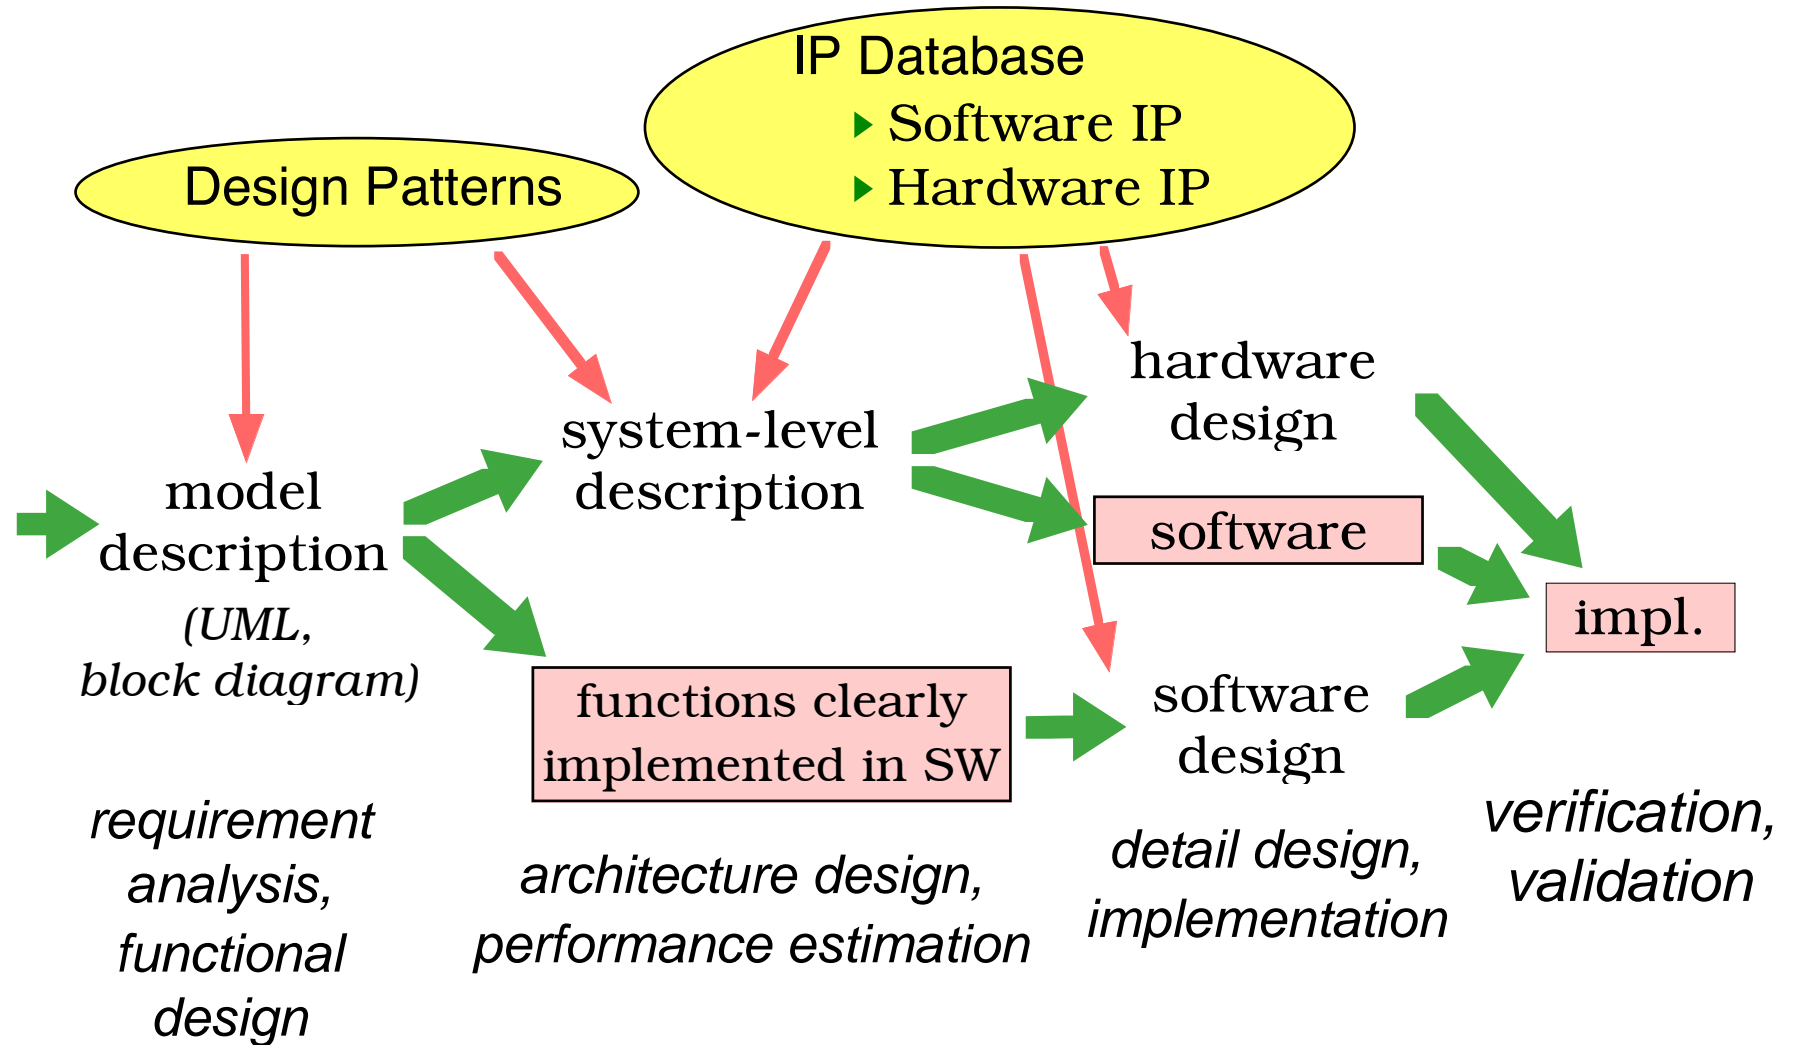 IP Database
Software IP
Hardware IP
Design Patterns
hardware
design
system-level
description
model
description
(UML,
block diagram)
software
impl.
functions clearly
implemented in SW
software
design
requirement
analysis,
functional
design
architecture design,
performance estimation
detail design,
implementation
verification,
validation